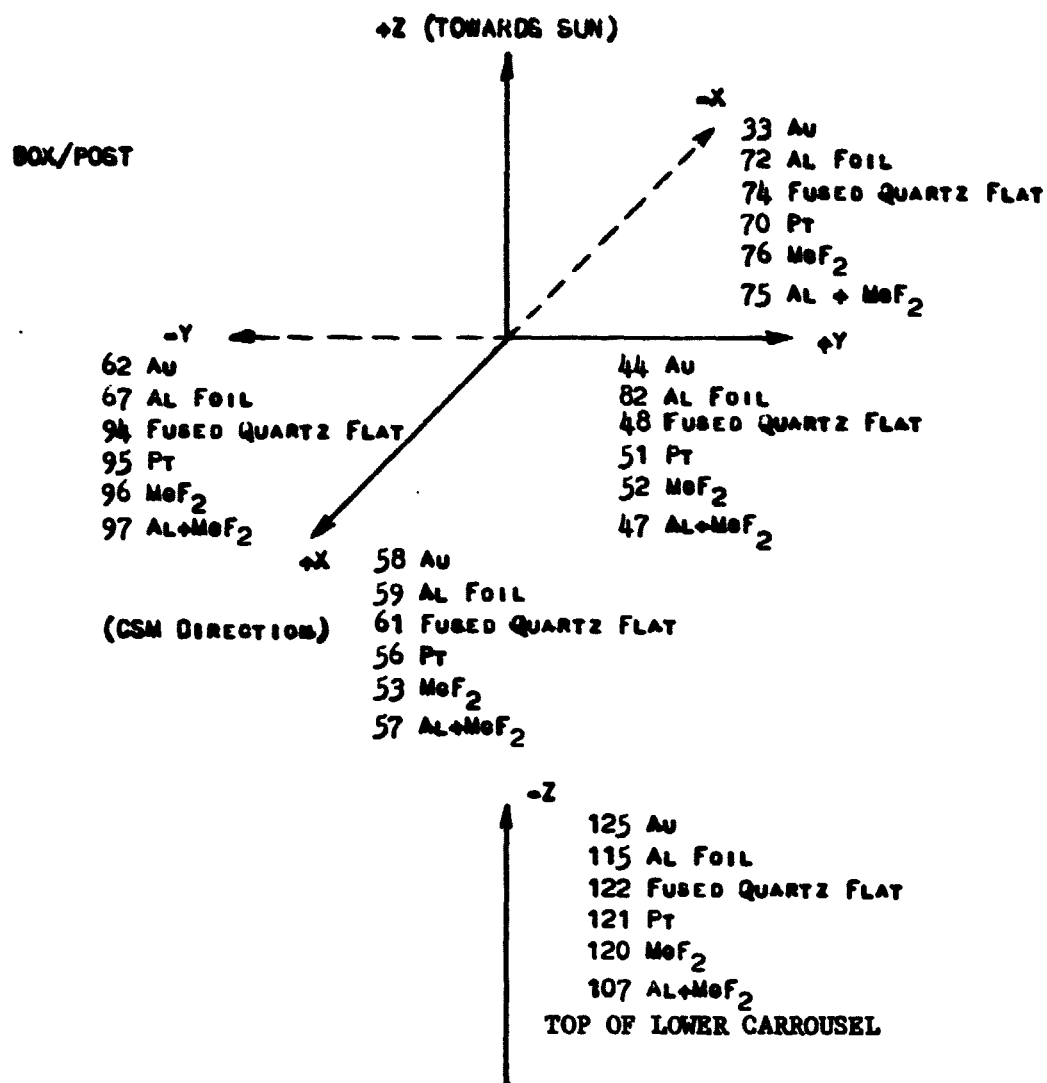 +Z (TOWARDS SUN)
-X
BOX/POST
33 Au
72 AL FOIL
74 FUSED QUARTZ FLAT
70 PT
76 MGF2
75 AL + MGF2
-Y
+Y
62 Au
67 AL FOIL
94 FUSED QUARTZ FLAT
95 PT
96 MGF2
97 AL+MGF2
44 Au
82 AL FOIL
48 FUSED QUARTZ FLAT
51 PT
52 MGF2
47 AL+MGF2
+X
(CSM DIRECTION)
58 Au
59 AL FOIL
61 FUSED QUARTZ FLAT
56 PT
53 MGF2
57 AL+MGF2
-Z
125 Au
115 AL FOIL
122 FUSED QUARTZ FLAT
121 PT
120 MGF2
107 AL+MGF2
TOP OF LOWER CARROUSEL